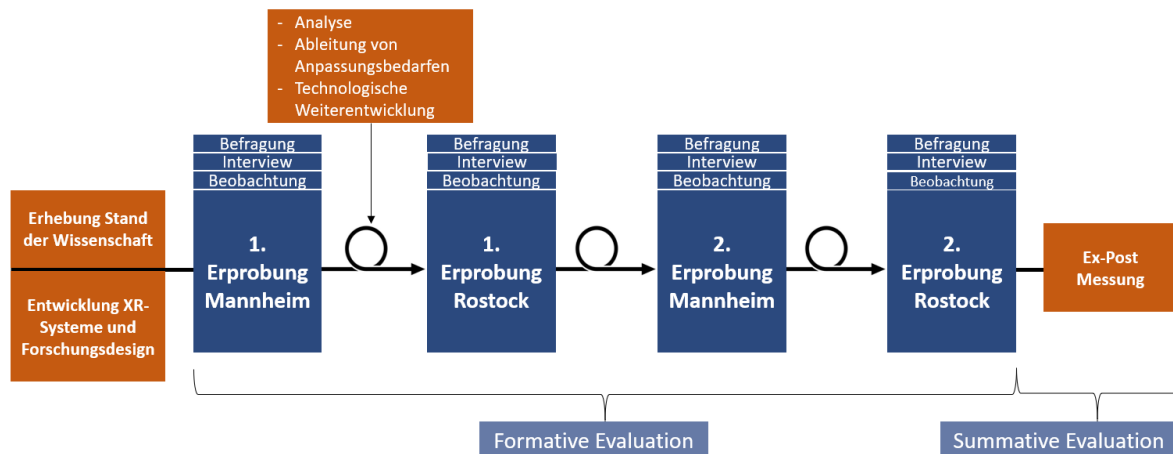 - Analyse
- Ableitung von
Anpassungsbedarfen
- Technologische
Weiterentwicklung
Erhebung Stand
der Wissenschaft
Entwicklung XR-
Systeme und
Forschungsdesign
Befragung
Interview
Beobachtung
1.
Erprobung
Mannheim
Befragung
Interview
Beobachtung
1.
Erprobung
Rostock
Befragung
Interview
Beobachtung
2.
Erprobung
Mannheim
Befragung
Interview
Beobachtung
2.
Erprobung
Rostock
Ex-Post
Messung
Formative Evaluation
Summative Evaluation